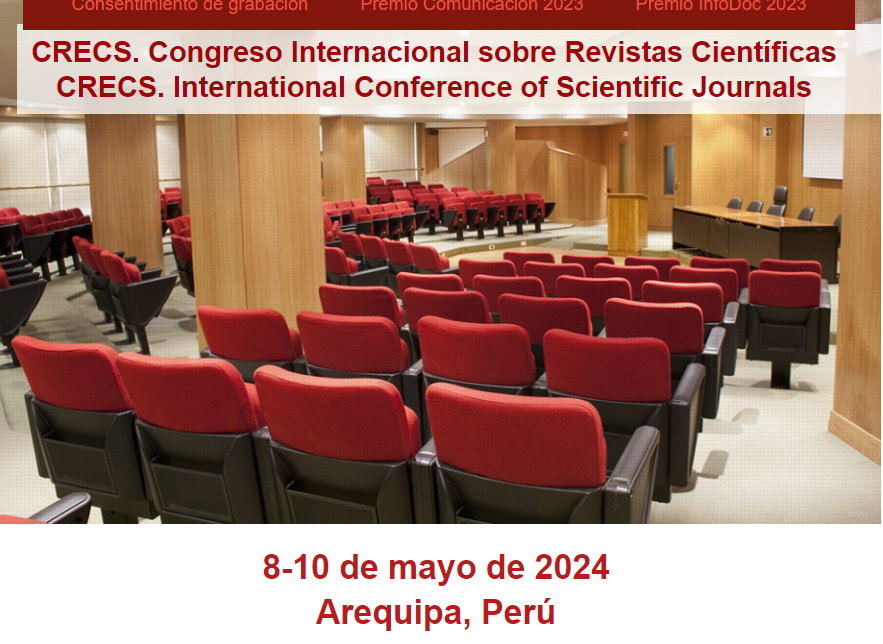 Consentimiento de grabación Premio Comunicación 2023 Premio InfoDoc 2023
CRECS. Congreso Internacional sobre Revistas Científicas
CRECS. International Conference of Scientific Journals
8-10 de mayo de 2024
Arequipa, Perú